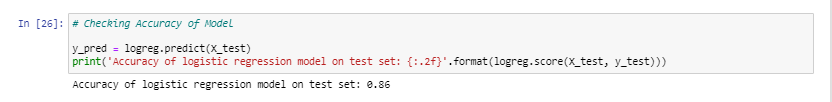 In [26]: # Checking Accuracy of Model
y_pred = logreg.predict(X_test)
print('Accuracy of logistic regression model on test set: {:.2f}'.format(logreg.score(X_test, y_test)))
Accuracy of logistic regression model on test set: 0.86